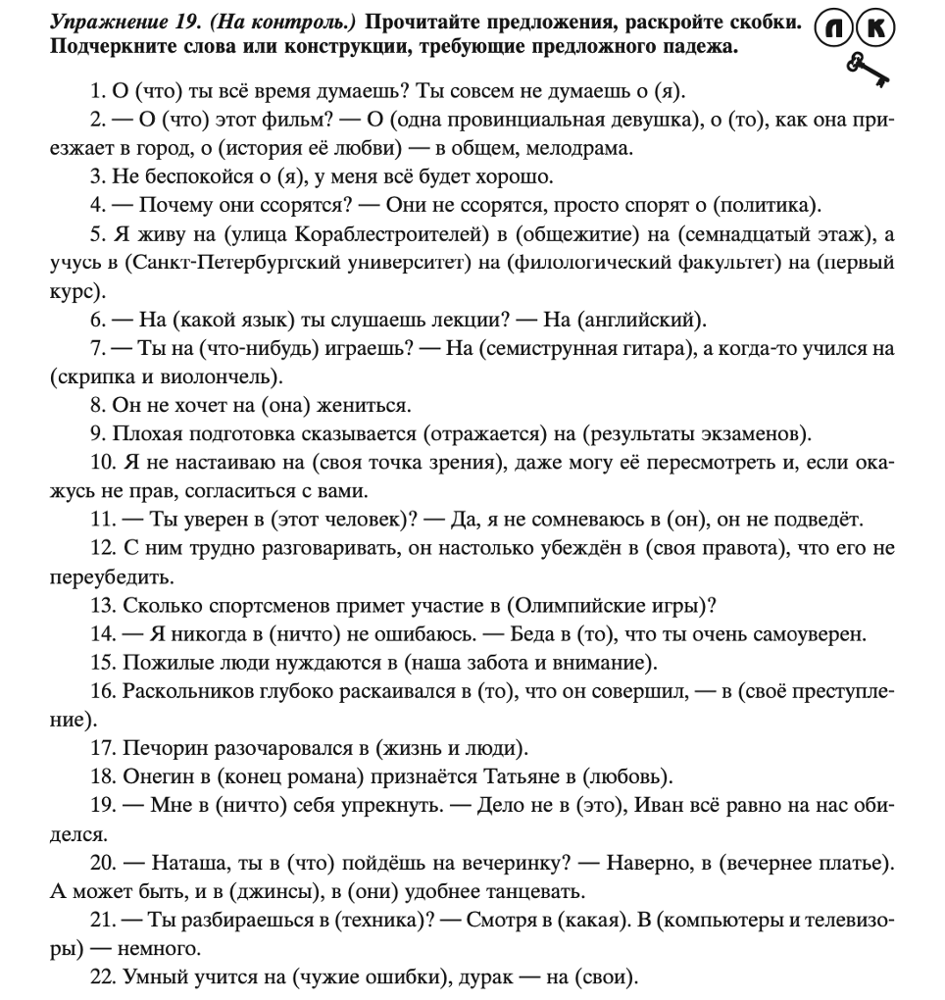 Упражнение 19. (На контроль.) Прочитайте предложения, раскройте скобки. Л К
Подчеркните слова или конструкции, требующие предложного падежа.
1. О (что) ты всё время думаешь? Ты совсем не думаешь о (я).
2. — О (что) этот фильм? — О (одна провинциальная девушка), о (то), как она при-
езжает в город, о (история её любви) — в общем, мелодрама.
3. Не беспокойся о (я), у меня всё будет хорошо.
4. — Почему они ссорятся? — Они не ссорятся, просто спорят о (политика).
5. Я живу на (улица Кораблестроителей) в (общежитие) на (семнадцатый этаж), а
учусь в (Санкт-Петербургский университет) на (филологический факультет) на (первый
курс).
6. — На (какой язык) ты слушаешь лекции? — На (английский).
7. — Ты на (что-нибудь) играешь? — На (семиструнная гитара), а когда-то учился на
(скрипка и виолончель).
8. Он не хочет на (она) жениться.
9. Плохая подготовка сказывается (отражается) на (результаты экзаменов).
10. Я не настаиваю на (своя точка зрения), даже могу её пересмотреть и, если ока-
жусь не прав, согласиться с вами.
11. — Ты уверен в (этот человек)? — Да, я не сомневаюсь в (он), он не подведёт.
12. С ним трудно разговаривать, он настолько убеждён в (своя правота), что его не
переубедить.
13. Сколько спортсменов примет участие в (Олимпийские игры)?
14. — Я никогда в (ничто) не ошибаюсь. — Беда в (то), что ты очень самоуверен.
15. Пожилые люди нуждаются в (наша забота и внимание).
16. Раскольников глубоко раскаивался в (то), что он совершил, — в (своё преступле-
ние).
17. Печорин разочаровался в (жизнь и люди).
18. Онегин в (конец романа) признаётся Татьяне в (любовь).
19. — Мне в (ничто) себя упрекнуть. — Дело не в (это), Иван всё равно на нас оби-
делся.
20. — Наташа, ты в (что) пойдёшь на вечеринку? — Наверно, в (вечернее платье).
А может быть, и в (джинсы), в (они) удобнее танцевать.
21. — Ты разбираешься в (техника)? — Смотря в (какая). В (компьютеры и телевизо-
ры) — немного.
22. Умный учится на (чужие ошибки), дурак — на (свои).